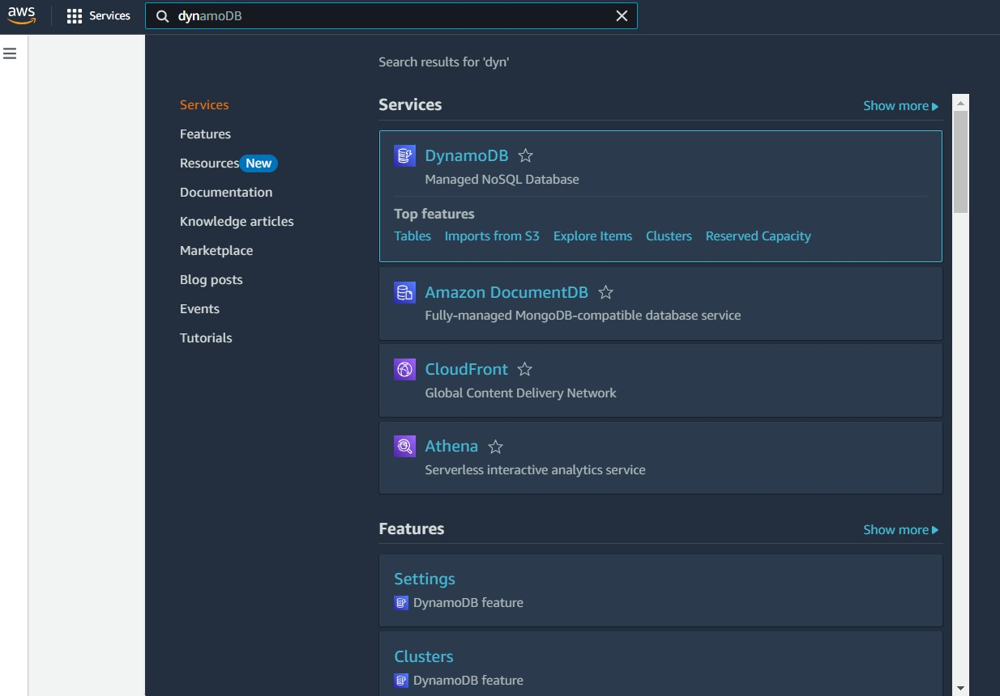 aws
Services
dynamoDB
Search results for 'dyn'
Services
Features
Resources New
Documentation
Knowledge articles
Marketplace
Blog posts
Events
Tutorials
Services Show more
DynamoDB
Managed NoSQL Database
Top features
Tables Imports from S3 Explore Items Clusters Reserved Capacity
Amazon DocumentDB
Fully-managed MongoDB-compatible database service
CloudFront
Global Content Delivery Network
Athena
Serverless interactive analytics service
Features Show more
Settings
DynamoDB feature
Clusters
DynamoDB feature